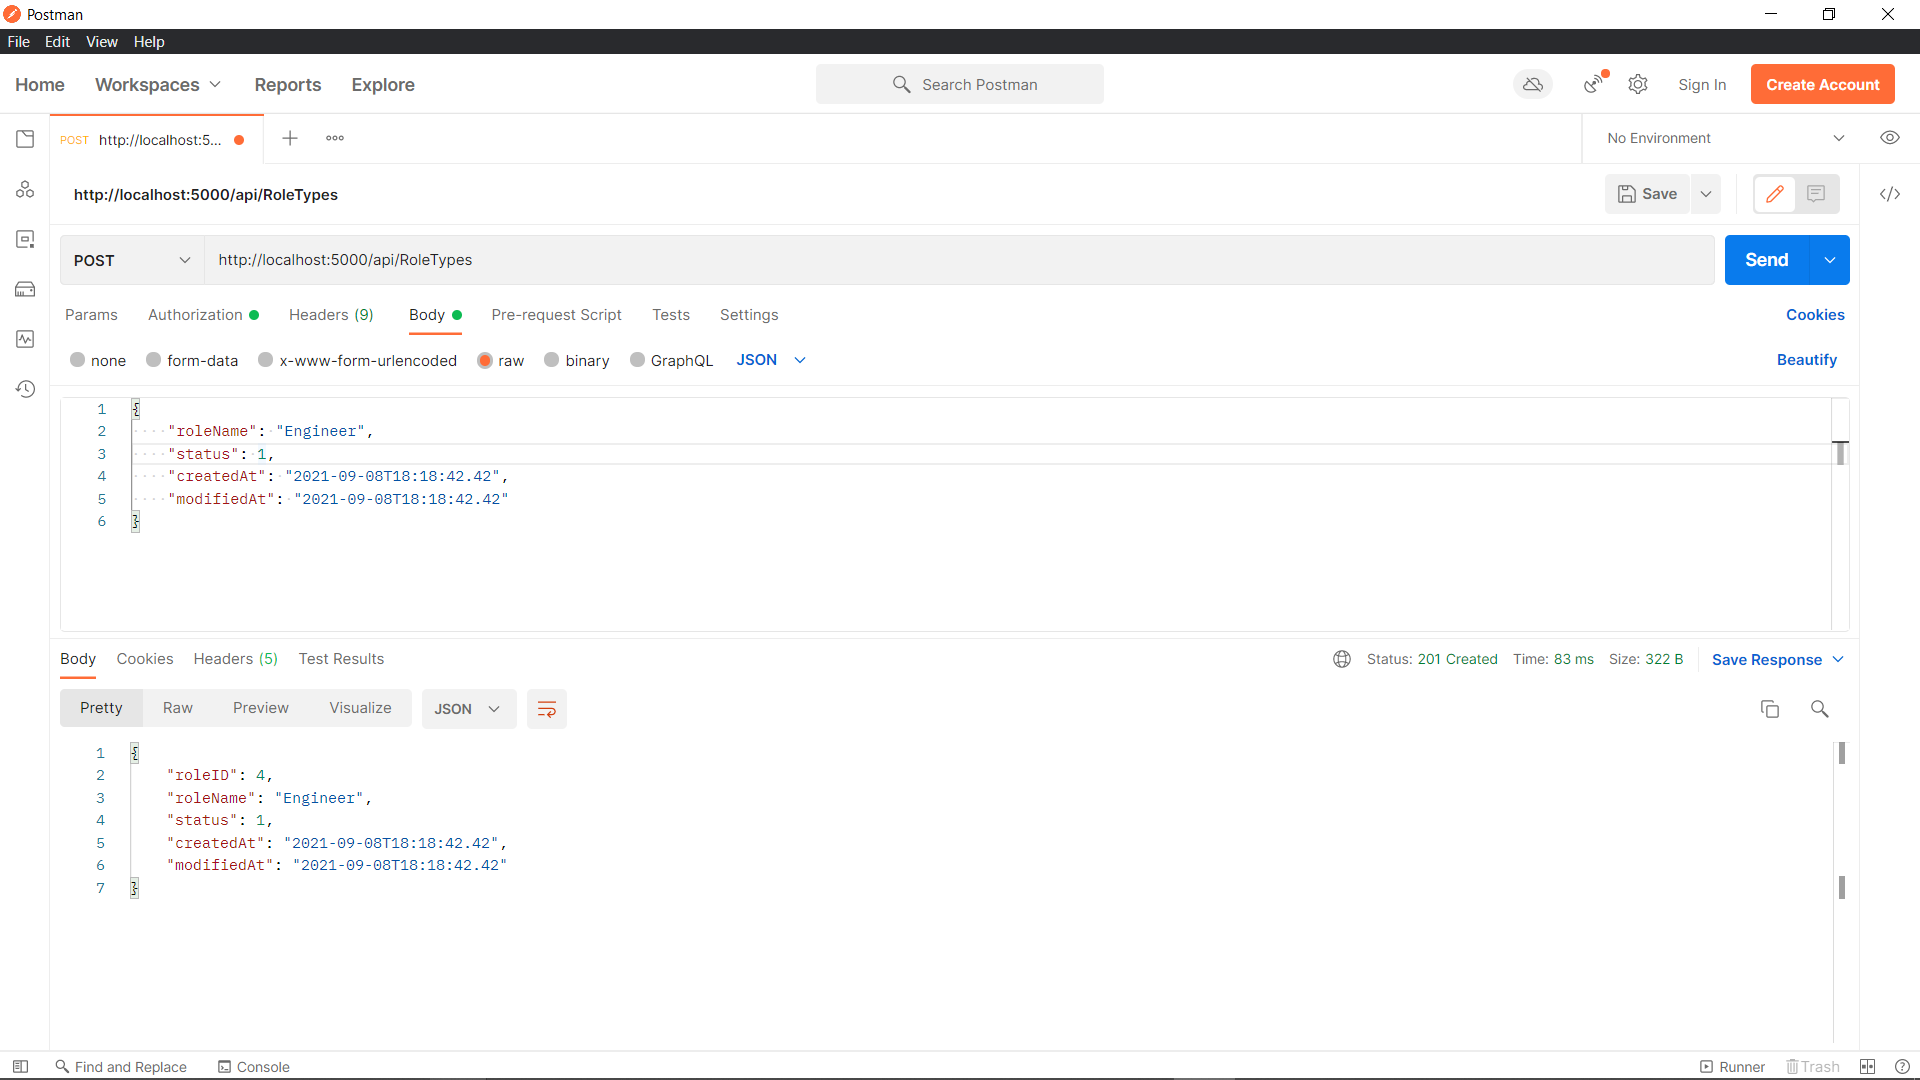 Postman
File Edit View Help
Home Workspaces Reports Explore Search Postman Sign In Create Account
POST http://localhost:5... No Environment
http://localhost:5000/api/RoleTypes Save
POST http://localhost:5000/api/RoleTypes Send
Params Authorization Headers (9) Body Pre-request Script Tests Settings Cookies
none form-data x-www-form-urlencoded raw binary GraphQL JSON Beautify
1 {
2 "roleName": "Engineer",
3 "status": 1,
4 "createdAt": "2021-09-08T18:18:42.42",
5 "modifiedAt": "2021-09-08T18:18:42.42"
6 }
Body Cookies Headers (5) Test Results Status: 201 Created Time: 83 ms Size: 322 B Save Response
Pretty Raw Preview Visualize JSON
1 {
2 "roleID": 4,
3 "roleName": "Engineer",
4 "status": 1,
5 "createdAt": "2021-09-08T18:18:42.42",
6 "modifiedAt": "2021-09-08T18:18:42.42"
7 }
Find and Replace Console Runner Trash